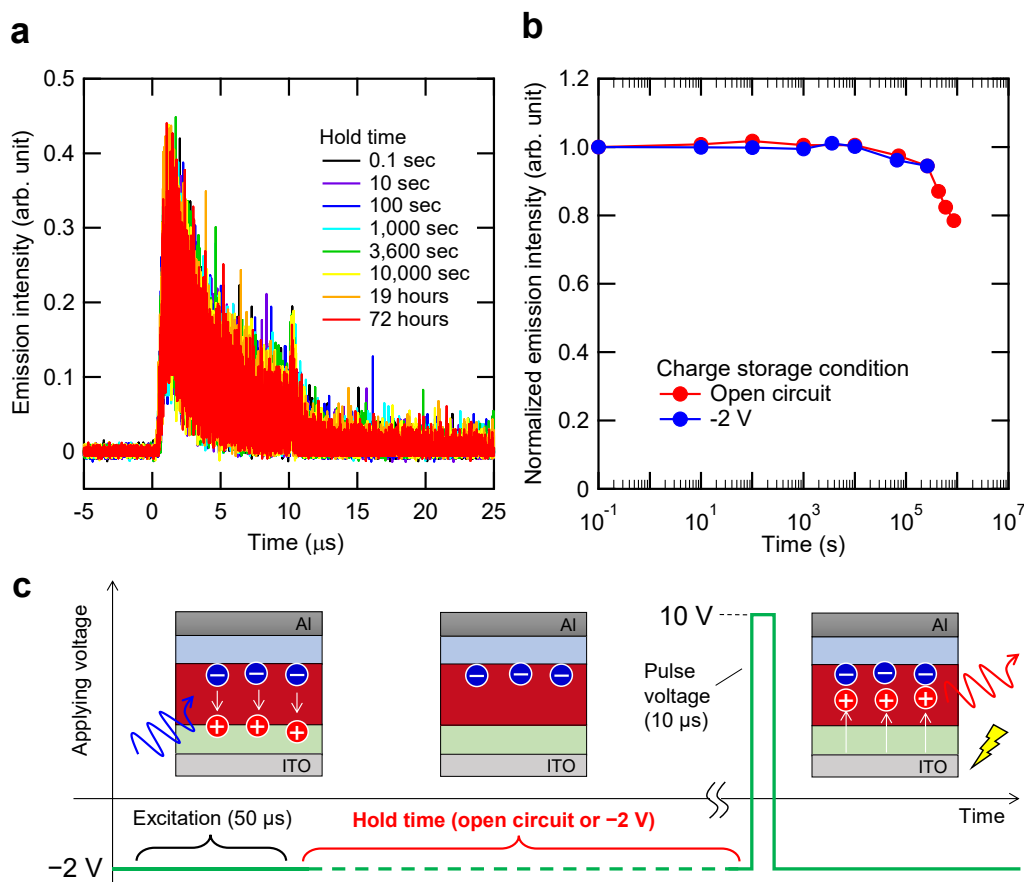 a
0.5
0.4
0.3
0.2
0.1
0
Emission intensity (arb. unit)
-5
0
5
10
15
20
25
Time (μs)
Hold time
0.1 sec
10 sec
100 sec
1,000 sec
3,600 sec
10,000 sec
19 hours
72 hours
b
1.2
1.0
0.8
0.6
0.4
0.2
0
Normalized emission intensity (arb. unit)
10⁻¹
10¹
10³
10⁵
10⁷
Time (s)
Charge storage condition
Open circuit
-2 V
c
Applying voltage
Al
− − −
+ + +
ITO
Al
− − −
ITO
10 V
Pulse
voltage
(10 μs)
Al
− − −
+ + +
ITO
Time
Excitation (50 μs)
Hold time (open circuit or −2 V)
−2 V